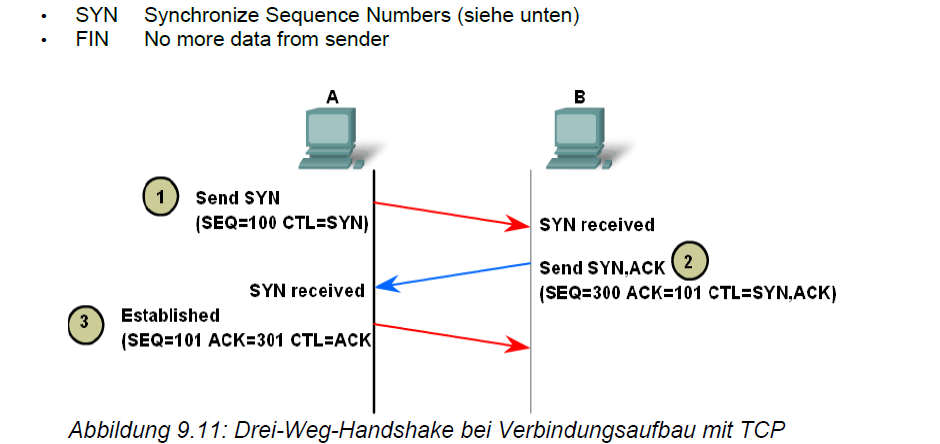 • SYN Synchronize Sequence Numbers (siehe unten)
• FIN No more data from sender
A
B
1
Send SYN
(SEQ=100 CTL=SYN)
SYN received
Send SYN,ACK
2
(SEQ=300 ACK=101 CTL=SYN,ACK)
SYN received
3
Established
(SEQ=101 ACK=301 CTL=ACK
Abbildung 9.11: Drei-Weg-Handshake bei Verbindungsaufbau mit TCP